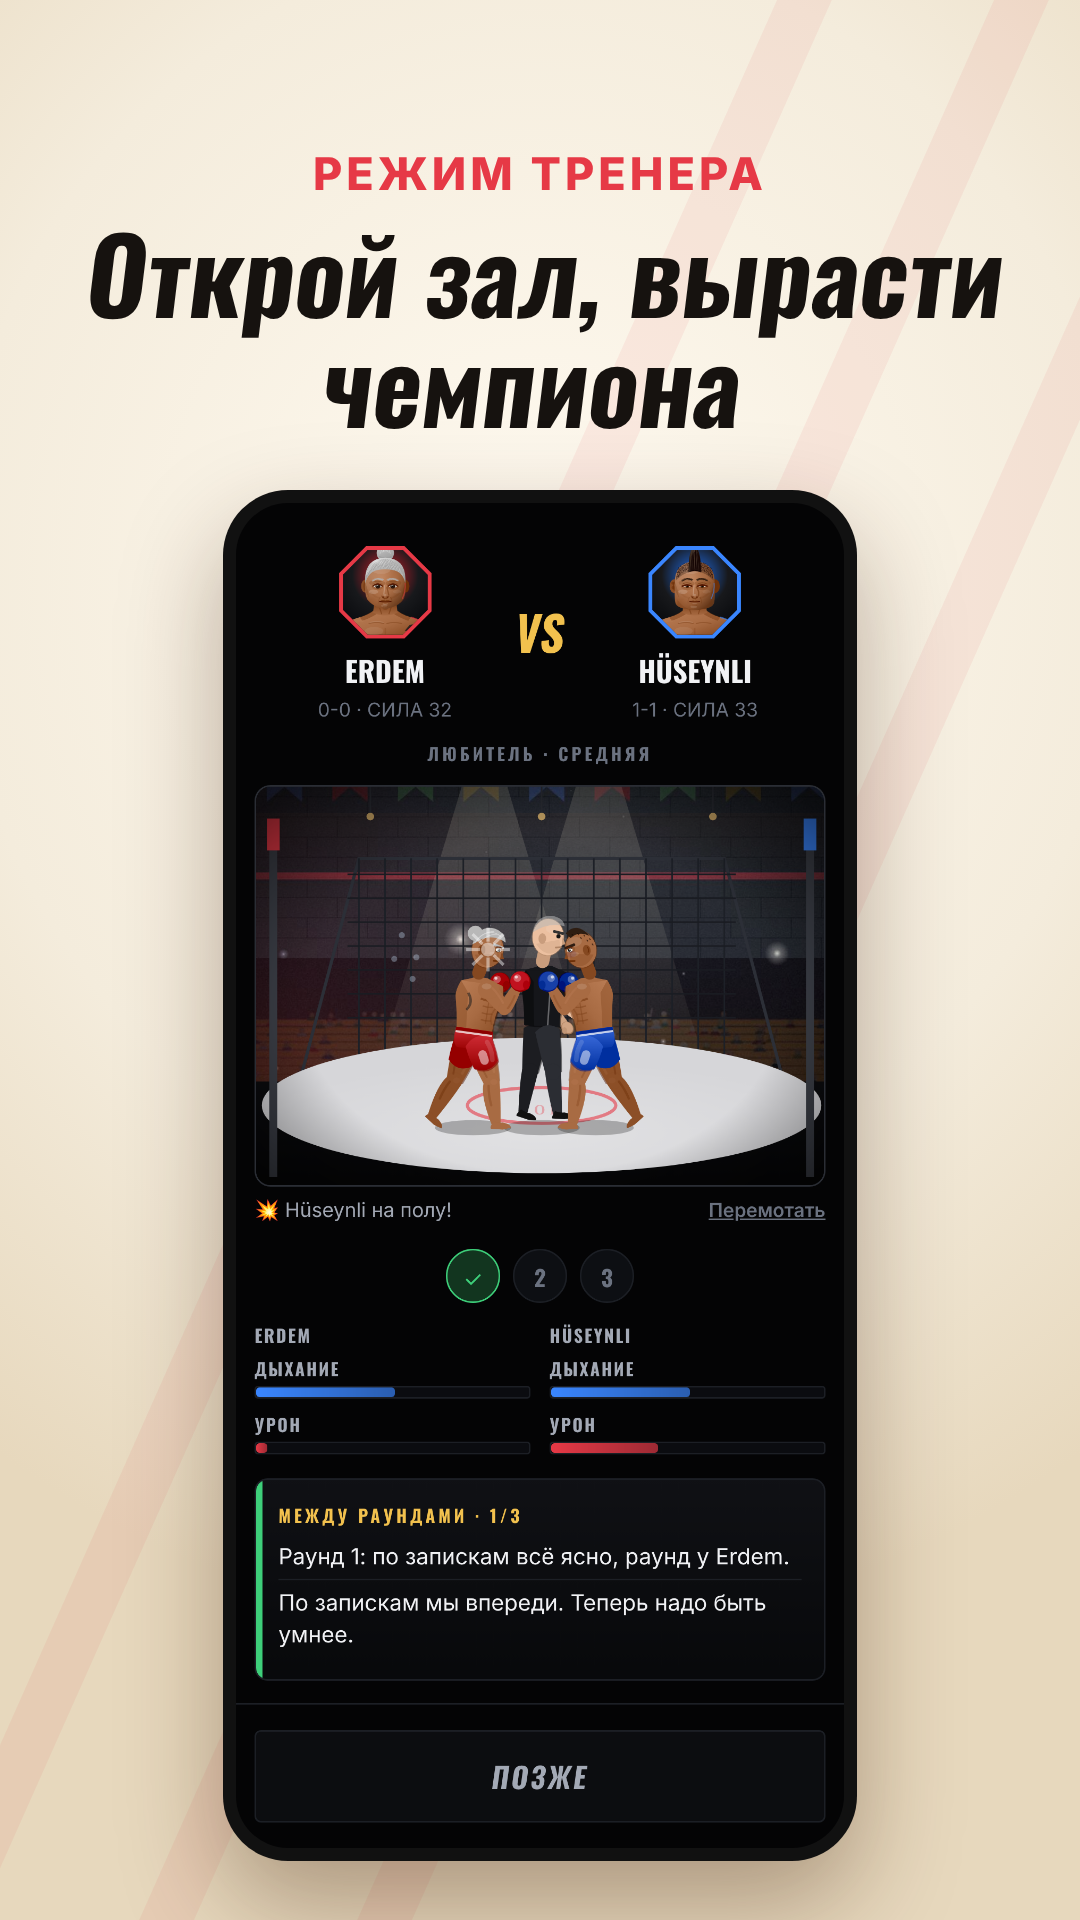 РЕЖИМ ТРЕНЕРА
Открой зал, вырасти
чемпиона
VS
ERDEM
HÜSEYNLI
0-0 · СИЛА 32
1-1 · СИЛА 33
ЛЮБИТЕЛЬ · СРЕДНЯЯ
O
💥 Hüseynli на полу!
Перемотать
2
3
ERDEM
HÜSEYNLI
ДЫХАНИЕ
ДЫХАНИЕ
УРОН
УРОН
МЕЖДУ РАУНДАМИ · 1/3
Раунд 1: по запискам всё ясно, раунд у Erdem.
По запискам мы впереди. Теперь надо быть
умнее.
ПОЗЖЕ